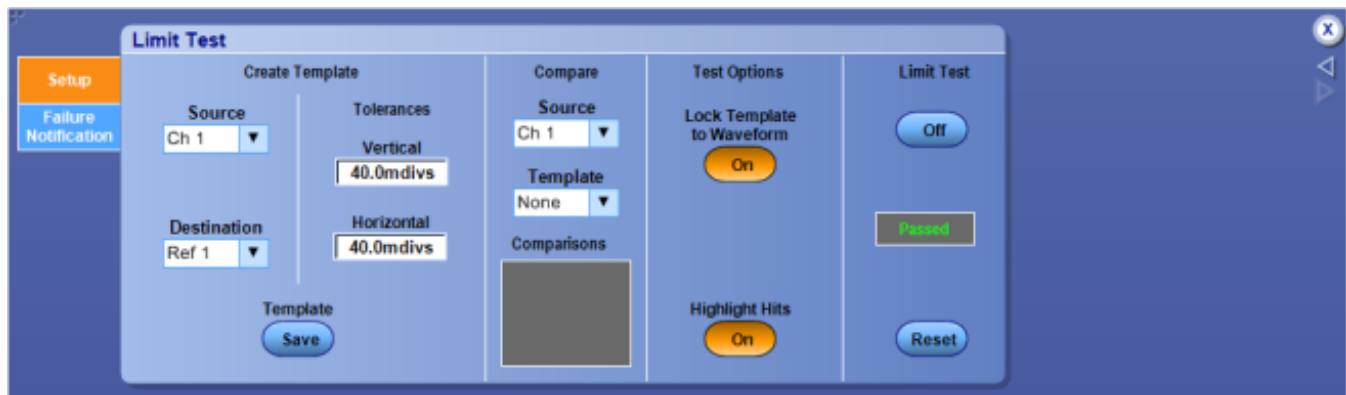 Limit Test
Setup
Failure
Notification
Create Template
Source
Ch 1
Destination
Ref 1
Tolerances
Vertical
40.0mdivs
Horizontal
40.0mdivs
Template
Save
Compare
Source
Ch 1
Template
None
Comparisons
Test Options
Lock Template
to Waveform
On
Highlight Hits
On
Limit Test
Off
Passed
Reset
X